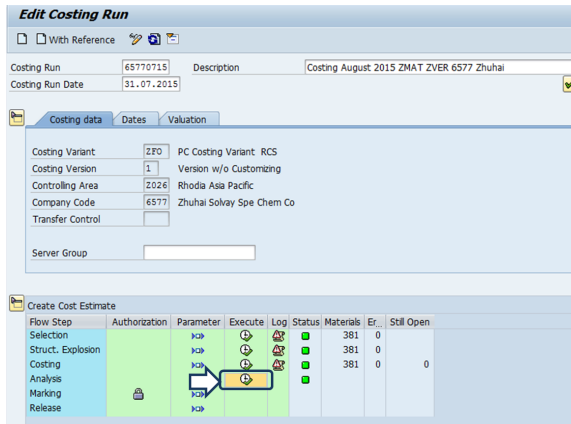 Edit Costing Run
With Reference
Costing Run 65770715 Description Costing August 2015 ZMAT ZVER 6577 Zhuhai
Costing Run Date 31.07.2015
Costing data Dates Valuation
Costing Variant ZFO PC Costing Variant RCS
Costing Version 1 Version w/o Customizing
Controlling Area Z026 Rhodia Asia Pacific
Company Code 6577 Zhuhai Solvay Spe Chem Co
Transfer Control
Server Group
Create Cost Estimate
Flow Step Authorization Parameter Execute Log Status Materials Er... Still Open
Selection 381 0
Struct. Explosion 381 0
Costing 381 0 0
Analysis
Marking
Release